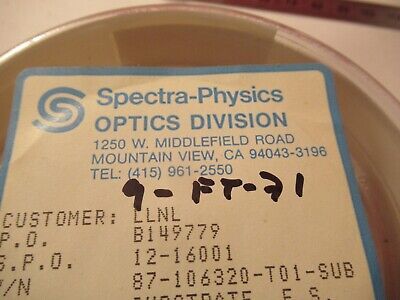 Spectra-Physics
OPTICS DIVISION
1250 W. MIDDLEFIELD ROAD
MOUNTAIN VIEW, CA 94043-3196
TEL: (415) 961-2550
9-FT-71
CUSTOMER: LLNL
P.O. B149779
S.P.O. 12-16001
P/N 87-106320-T01-SUB
SUBSTRATE, F.S.